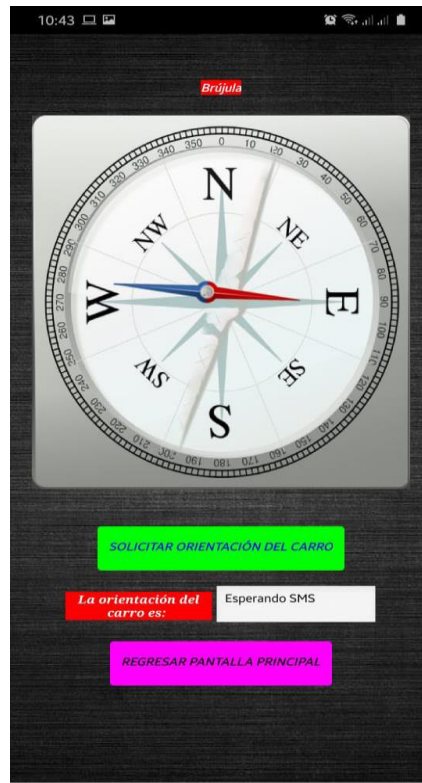 10:43
Brújula
350 0 10 20 30 40 50 60 70 80 90 100 110 120 130 140 150 160 170 180 190 200 210 220 230 240 250 260 270 280 290 300 310 320 330 340
N
NW NE
W E
SW SE
S
SOLICITAR ORIENTACIÓN DEL CARRO
La orientación del
carro es:
Esperando SMS
REGRESAR PANTALLA PRINCIPAL